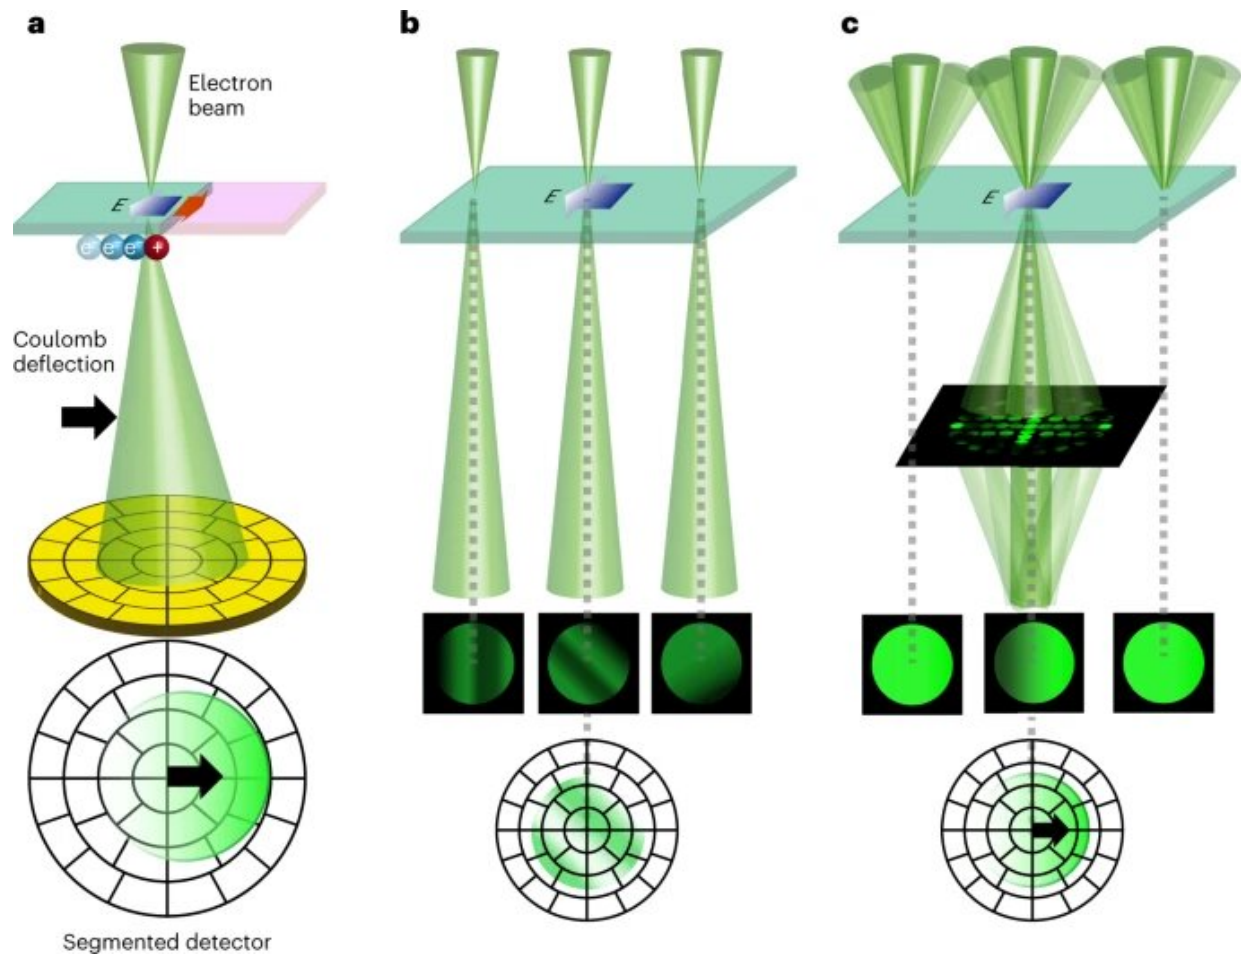 a
Electron
beam
E
e⁻ e⁻ e⁻ +
Coulomb
deflection
Segmented detector
b
E
c
E